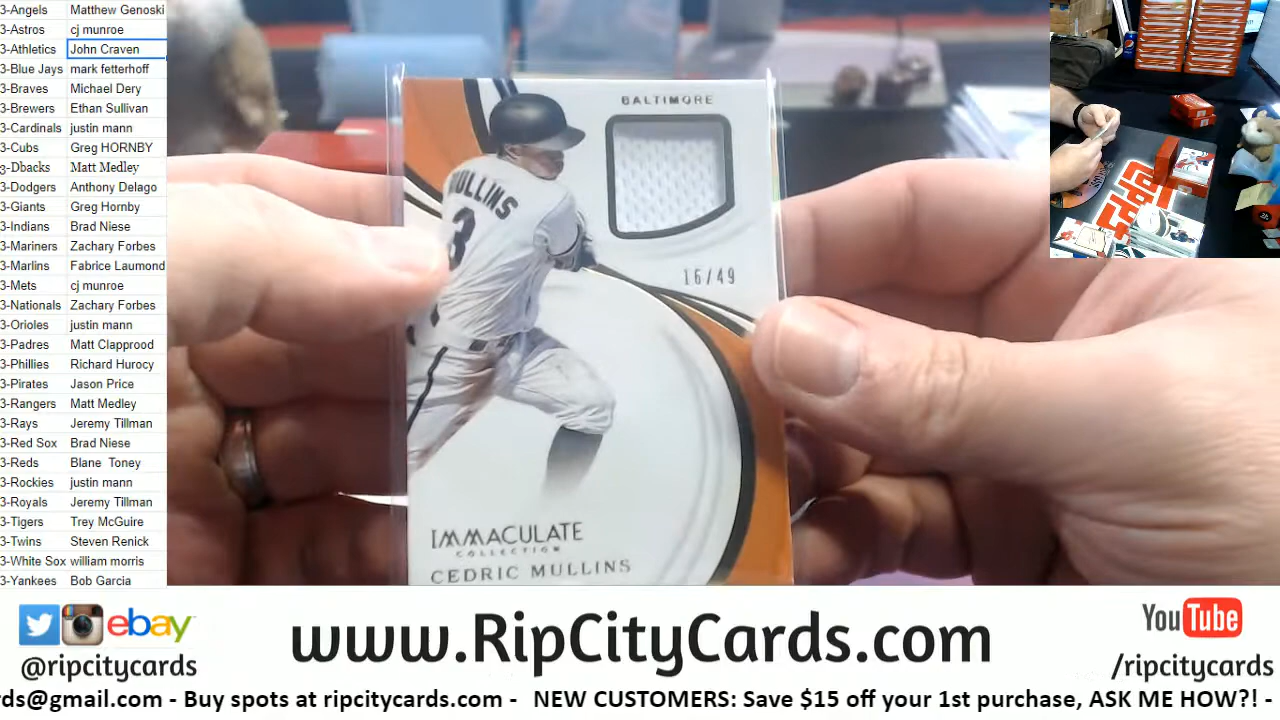 3-Angels Matthew Genoski
3-Astros cj munroe
3-Athletics John Craven
3-Blue Jays mark fetterhoff
3-Braves Michael Dery
3-Brewers Ethan Sullivan
3-Cardinals justin mann
3-Cubs Greg HORNBY
3-Dbacks Matt Medley
3-Dodgers Anthony Delago
3-Giants Greg Hornby
3-Indians Brad Niese
3-Mariners Zachary Forbes
3-Marlins Fabrice Laumond
3-Mets cj munroe
3-Nationals Zachary Forbes
3-Orioles justin mann
3-Padres Matt Clapprood
3-Phillies Richard Hurocy
3-Pirates Jason Price
3-Rangers Matt Medley
3-Rays Jeremy Tillman
3-Red Sox Brad Niese
3-Reds Blane Toney
3-Rockies justin mann
3-Royals Jeremy Tillman
3-Tigers Trey McGuire
3-Twins Steven Renick
3-White Sox william morris
3-Yankees Bob Garcia
BALTIMORE
MULLINS
3
16/49
IMMACULATE
COLLECTION
CEDRIC MULLINS
ebay
@ripcitycards
www.RipCityCards.com
YouTube
/ripcitycards
rds@gmail.com - Buy spots at ripcitycards.com - NEW CUSTOMERS: Save $15 off your 1st purchase, ASK ME HOW?! -